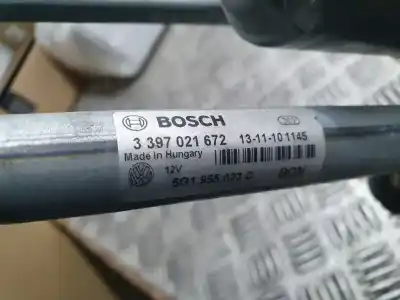 BOSCH
3 397 021 672 13-11-10 1145
Made in Hungary
12V
5G1 955 023 D